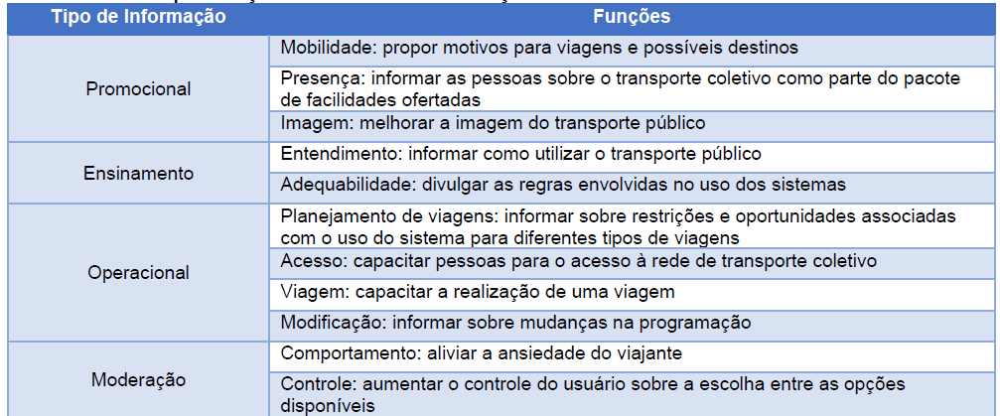 Tipo de Informação Funções
Promocional
Mobilidade: propor motivos para viagens e possíveis destinos
Presença: informar as pessoas sobre o transporte coletivo como parte do pacote
de facilidades ofertadas
Imagem: melhorar a imagem do transporte público
Ensinamento
Entendimento: informar como utilizar o transporte público
Adequabilidade: divulgar as regras envolvidas no uso dos sistemas
Operacional
Planejamento de viagens: informar sobre restrições e oportunidades associadas
com o uso do sistema para diferentes tipos de viagens
Acesso: capacitar pessoas para o acesso à rede de transporte coletivo
Viagem: capacitar a realização de uma viagem
Modificação: informar sobre mudanças na programação
Moderação
Comportamento: aliviar a ansiedade do viajante
Controle: aumentar o controle do usuário sobre a escolha entre as opções
disponíveis